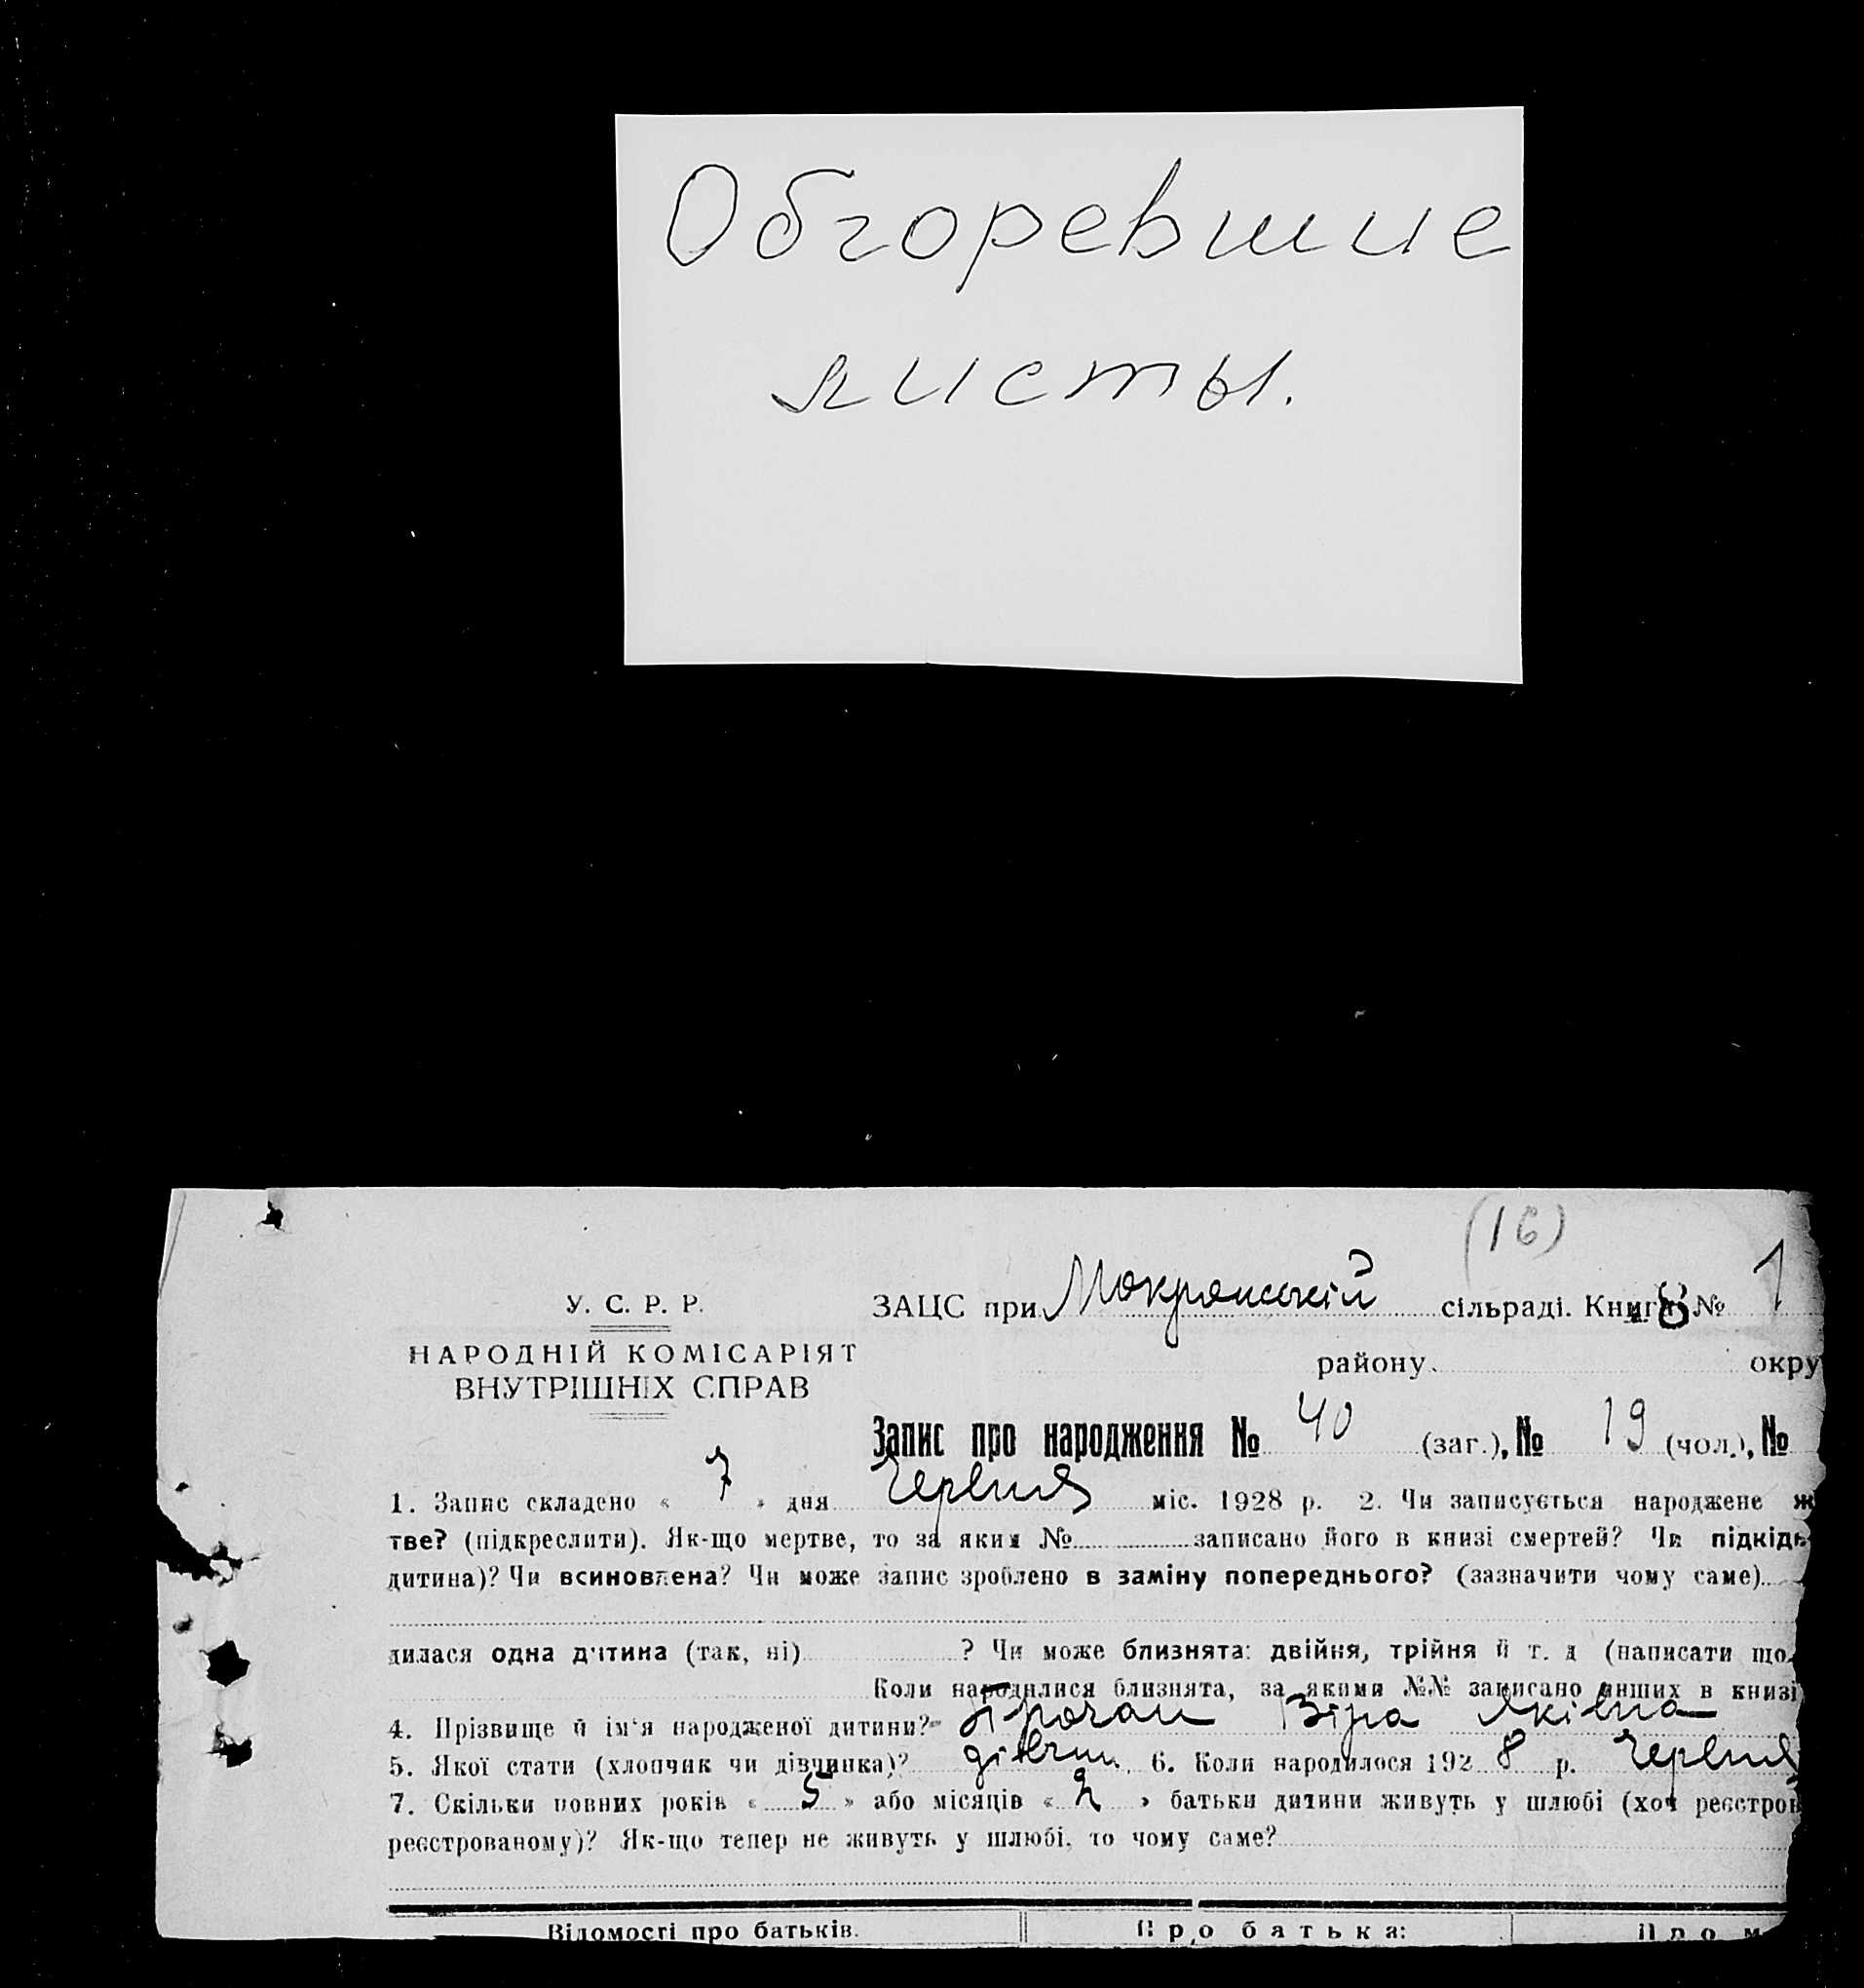 Обгоревшие
листы.
(16)
У. С. Р. Р.
НАРОДНІЙ КОМІСАРІЯТ
ВНУТРІШНІХ СПРАВ
ЗАЦС при Мокрянській сільраді. Книга № 1
району окру
Запис про народження № 40 (заг.), № 19 (чол.), №
1. Запис складено « 7 » дня червня міс. 1928 р. 2. Чи записується народжене ж
тве? (підкреслити). Як-що мертве, то за яким № записано його в книзі смертей? Чи підкідь
дитина)? Чи всиновлена? Чи може запис зроблено в заміну попереднього? (зазначити чому саме)
дилася одна дитина (так, ні) ? Чи може близнята: двійня, трійня й т. д (написати що
Коли народилися близнята, за якими №№ записано инших в книзі
4. Прізвище й ім'я народженої дитини? Віра Яківна
5. Якої стати (хлопчик чи дівчинка)? дівчин. 6. Коли народилося 1928 р. червня
7. Скільки повних років « 5 » або місяців « 2 » батьки дитини живуть у шлюбі (хоч реєстров
реєстрованому)? Як-що тепер не живуть у шлюбі, то чому саме?
Відомості про батьків. Про батька: Про м